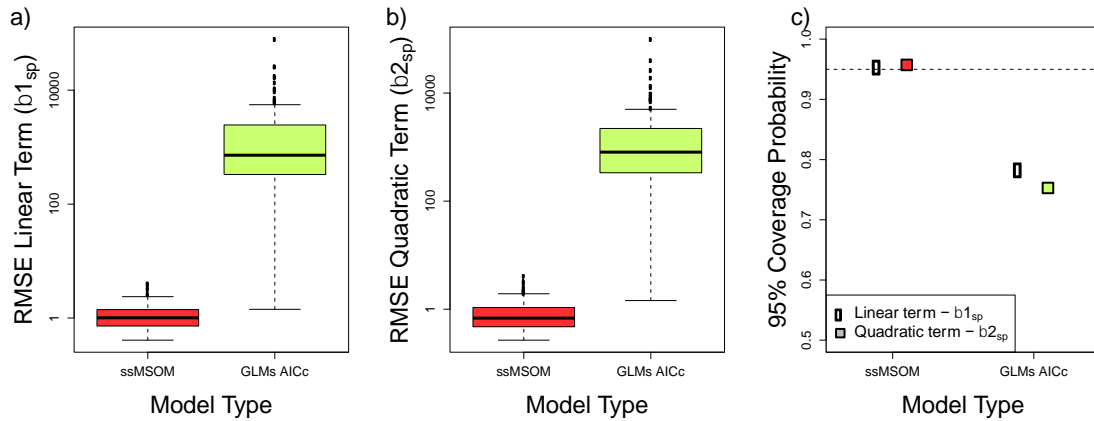 a)
RMSE Linear Term (b1sp)
10000
100
1
ssMSOM
GLMs AICc
Model Type
b)
RMSE Quadratic Term (b2sp)
10000
100
1
ssMSOM
GLMs AICc
Model Type
c)
95% Coverage Probability
1.0
0.9
0.8
0.7
0.6
0.5
Linear term − b1sp
Quadratic term − b2sp
ssMSOM
GLMs AICc
Model Type